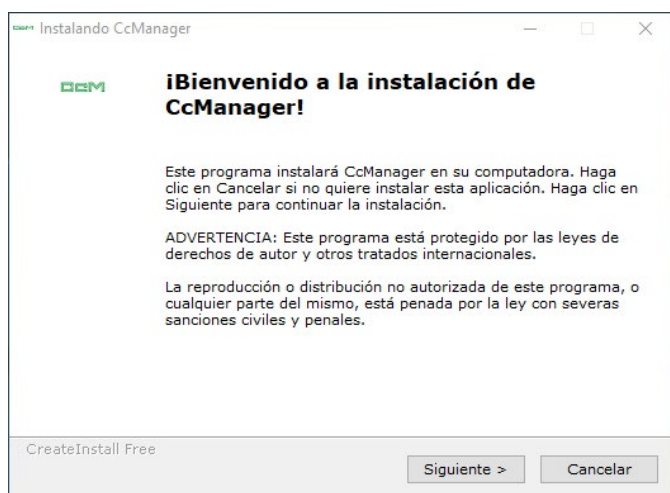 CCM Instalando CcManager
CCM
¡Bienvenido a la instalación de
CcManager!
Este programa instalará CcManager en su computadora. Haga
clic en Cancelar si no quiere instalar esta aplicación. Haga clic en
Siguiente para continuar la instalación.
ADVERTENCIA: Este programa está protegido por las leyes de
derechos de autor y otros tratados internacionales.
La reproducción o distribución no autorizada de este programa, o
cualquier parte del mismo, está penada por la ley con severas
sanciones civiles y penales.
CreateInstall Free
Siguiente > Cancelar